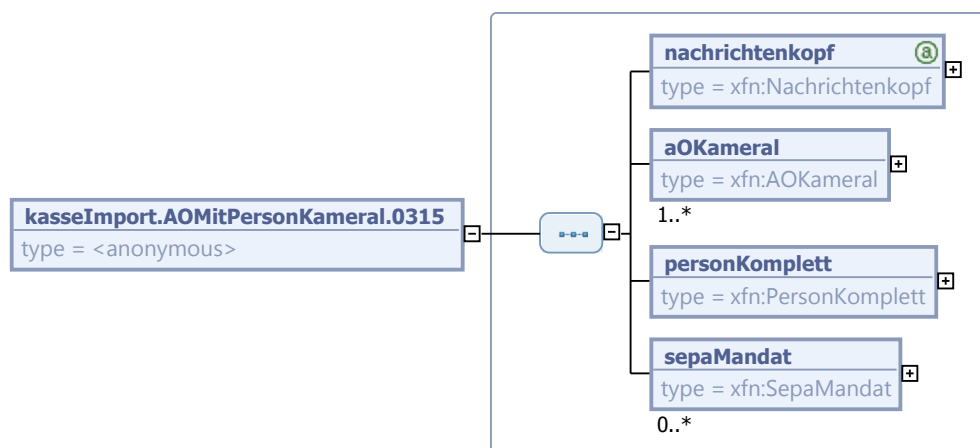 nachrichtenkopf
type = xfn:Nachrichtenkopf
aOKameral
type = xfn:AOKameral
1..*
kasseImport.AOMitPersonKameral.0315
type = <anonymous>
personKomplett
type = xfn:PersonKomplett
sepaMandat
type = xfn:SepaMandat
0..*